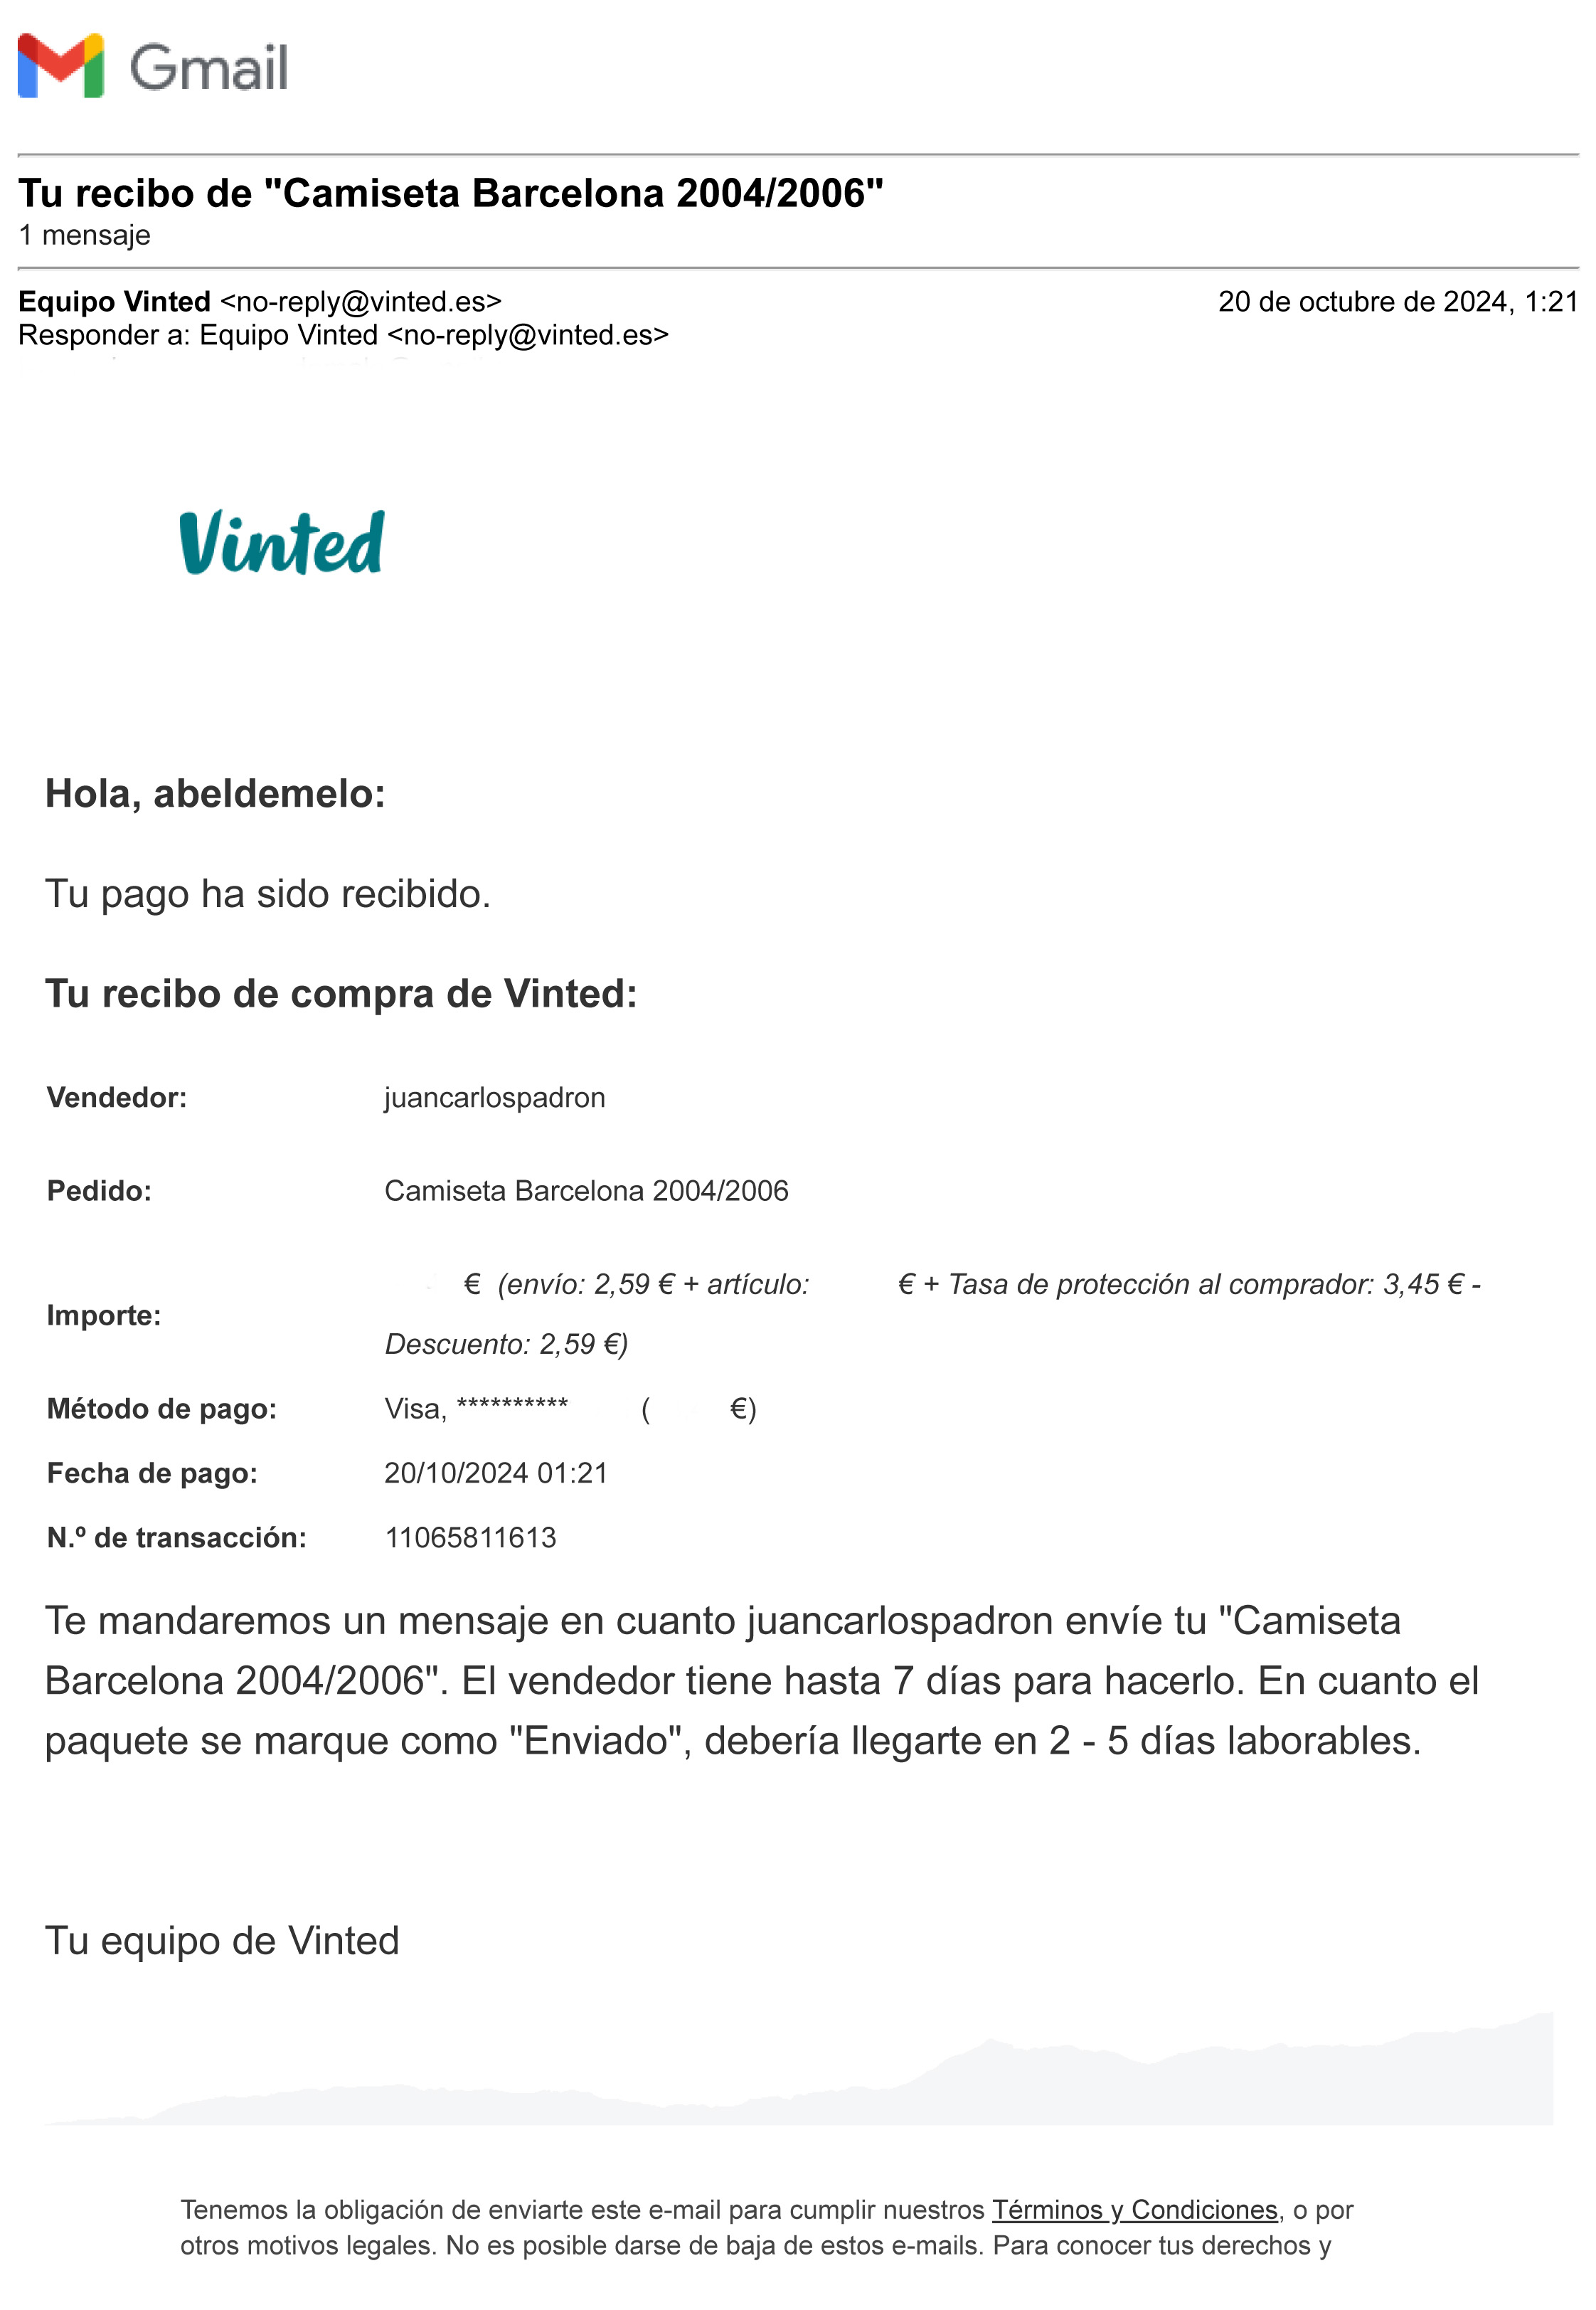 Gmail
Tu recibo de "Camiseta Barcelona 2004/2006"
1 mensaje
Equipo Vinted <no-reply@vinted.es> 20 de octubre de 2024, 1:21
Responder a: Equipo Vinted <no-reply@vinted.es>
Vinted
Hola, abeldemelo:
Tu pago ha sido recibido.
Tu recibo de compra de Vinted:
Vendedor: juancarlospadron
Pedido: Camiseta Barcelona 2004/2006
Importe: € (envío: 2,59 € + artículo: € + Tasa de protección al comprador: 3,45 € -
Descuento: 2,59 €)
Método de pago: Visa, ********** ( €)
Fecha de pago: 20/10/2024 01:21
N.º de transacción: 11065811613
Te mandaremos un mensaje en cuanto juancarlospadron envíe tu "Camiseta
Barcelona 2004/2006". El vendedor tiene hasta 7 días para hacerlo. En cuanto el
paquete se marque como "Enviado", debería llegarte en 2 - 5 días laborables.
Tu equipo de Vinted
Tenemos la obligación de enviarte este e-mail para cumplir nuestros Términos y Condiciones, o por
otros motivos legales. No es posible darse de baja de estos e-mails. Para conocer tus derechos y